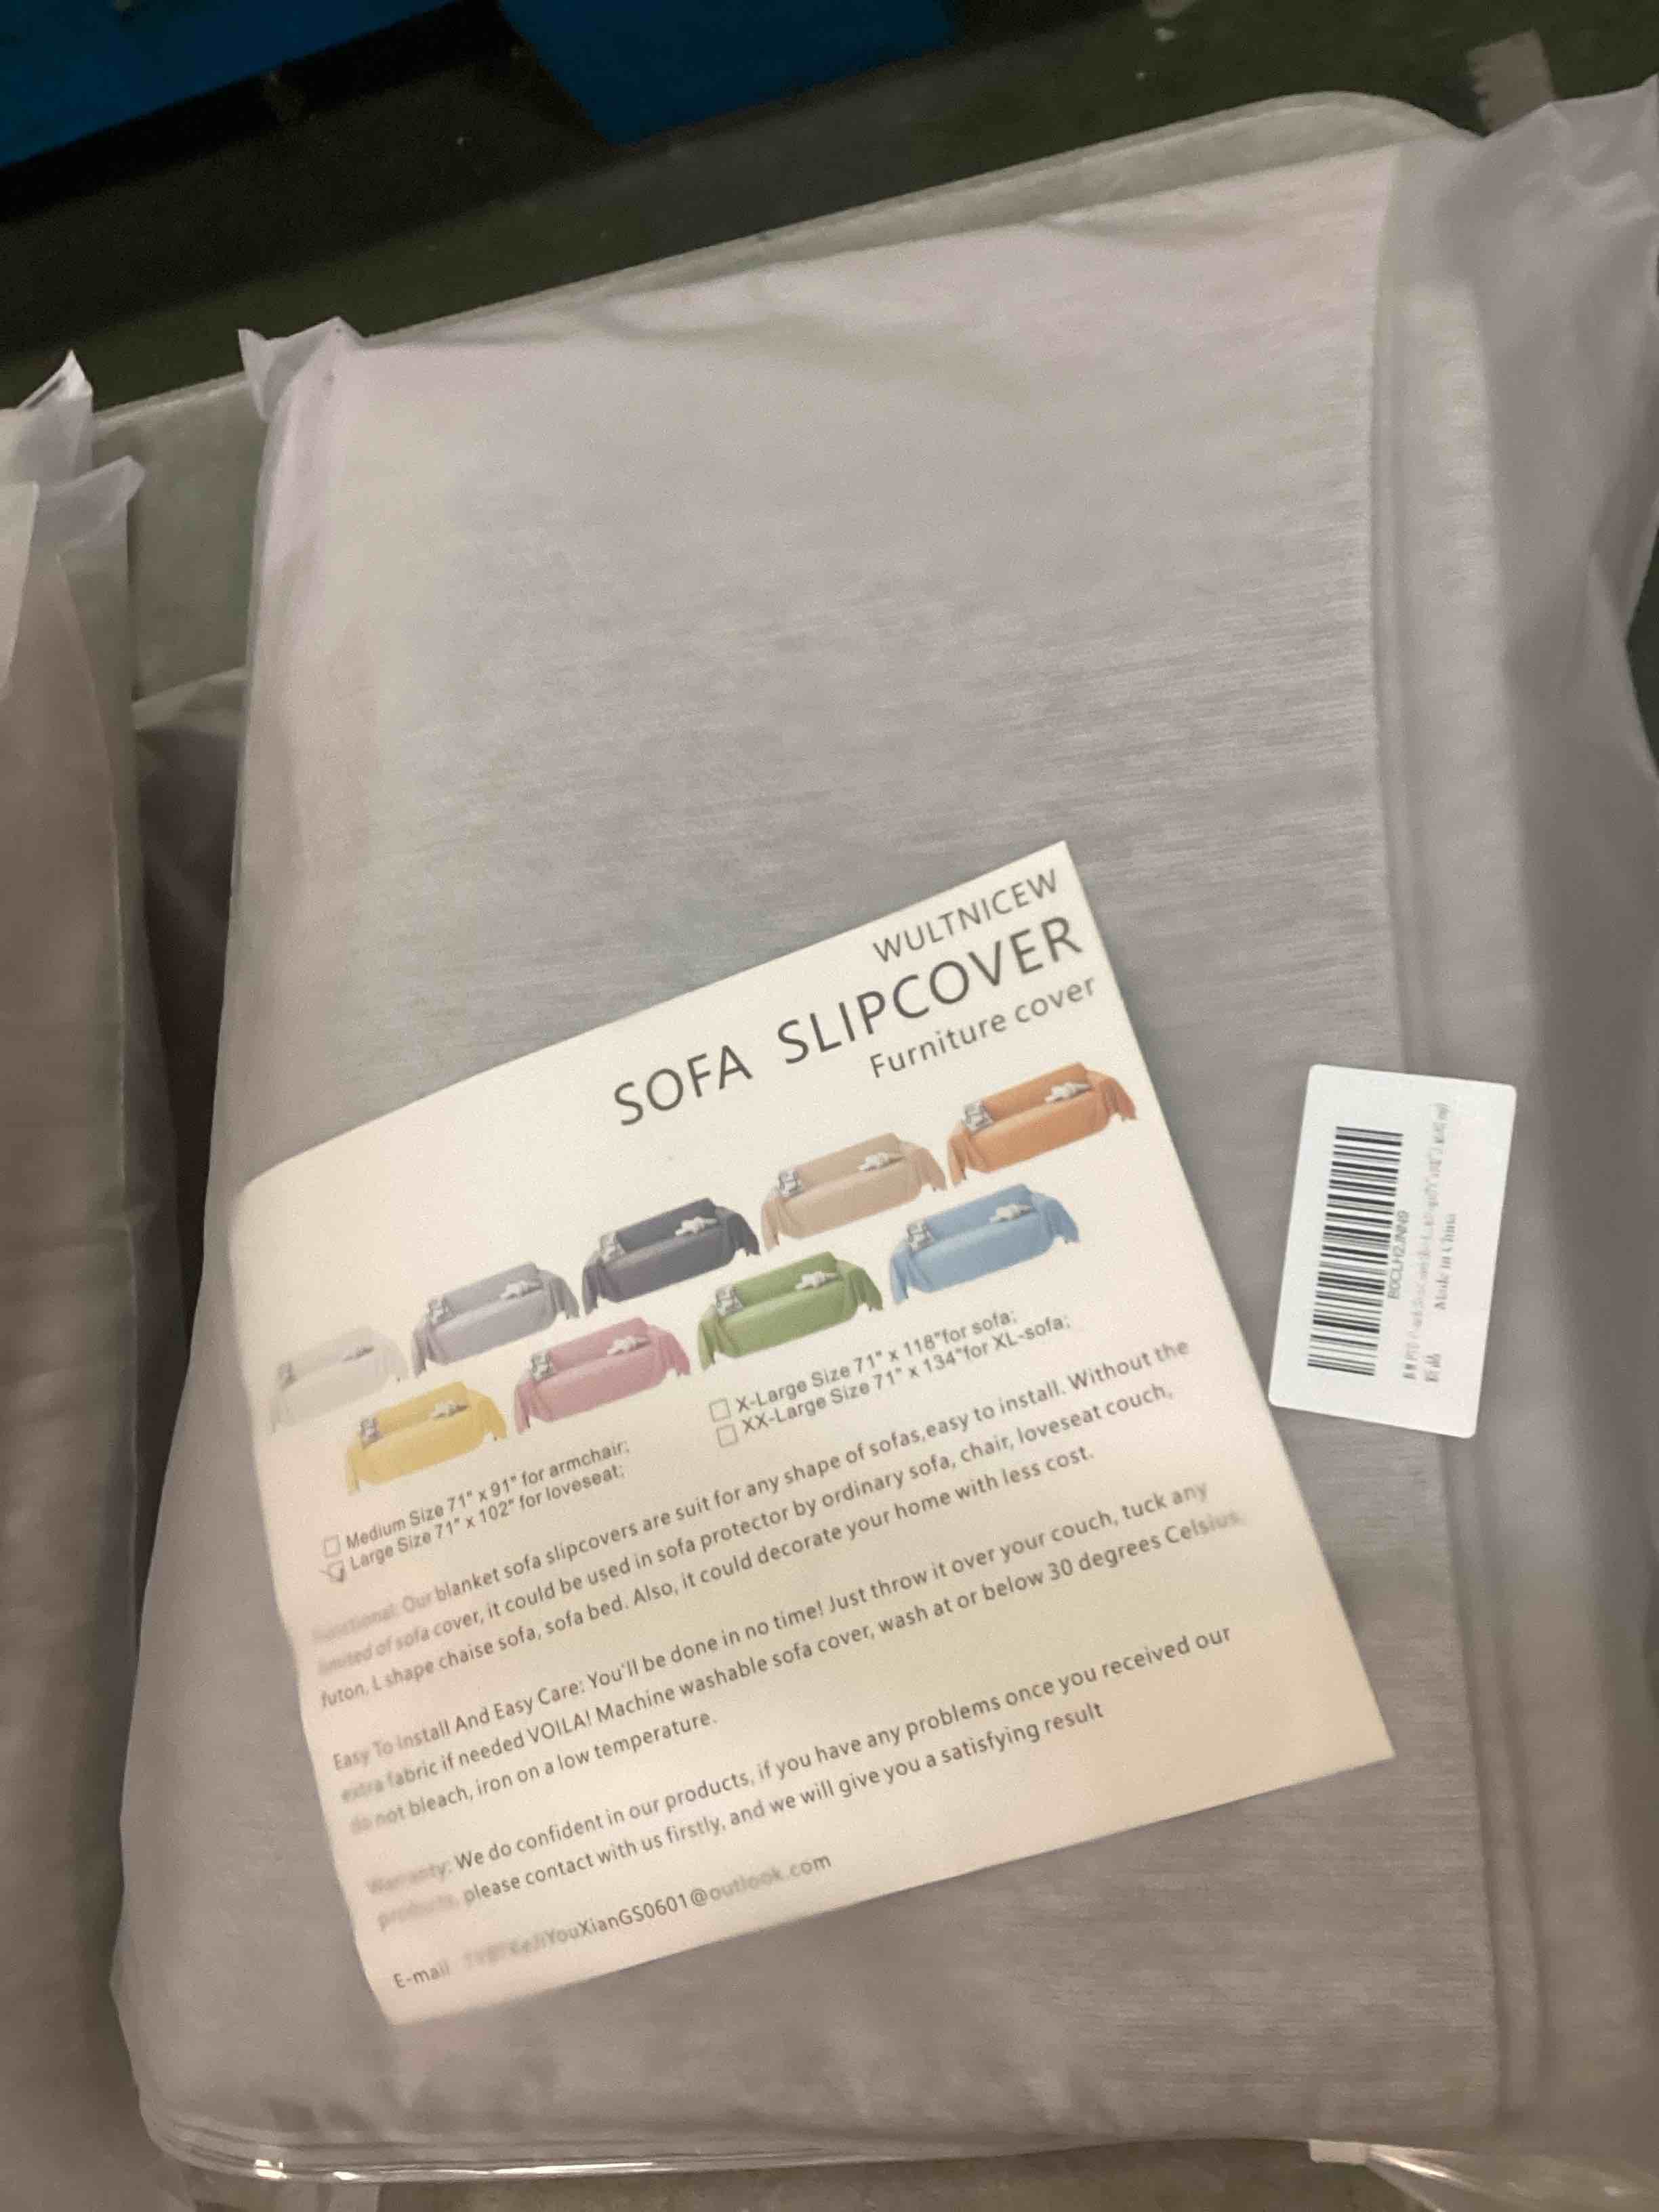 WULTNICEW
SOFA SLIPCOVER
Furniture cover
Medium Size 71" x 91" for armchair;
Large Size 71" x 102" for loveseat;
X-Large Size 71" x 118"for sofa;
XX-Large Size 71" x 134"for XL-sofa;
Functional: Our blanket sofa slipcovers are suit for any shape of sofas,easy to install. Without the
limited of sofa cover, it could be used in sofa protector by ordinary sofa, chair, loveseat couch,
futon, L shape chaise sofa, sofa bed. Also, it could decorate your home with less cost.
Easy To Install And Easy Care: You'll be done in no time! Just throw it over your couch, tuck any
extra fabric if needed VOILA! Machine washable sofa cover, wash at or below 30 degrees Celsius,
do not bleach, iron on a low temperature.
Warranty: We do confident in our products, if you have any problems once you received our
products, please contact with us firstly, and we will give you a satisfying result
E-mail
B0CLH2JNN9
新品 Made in China